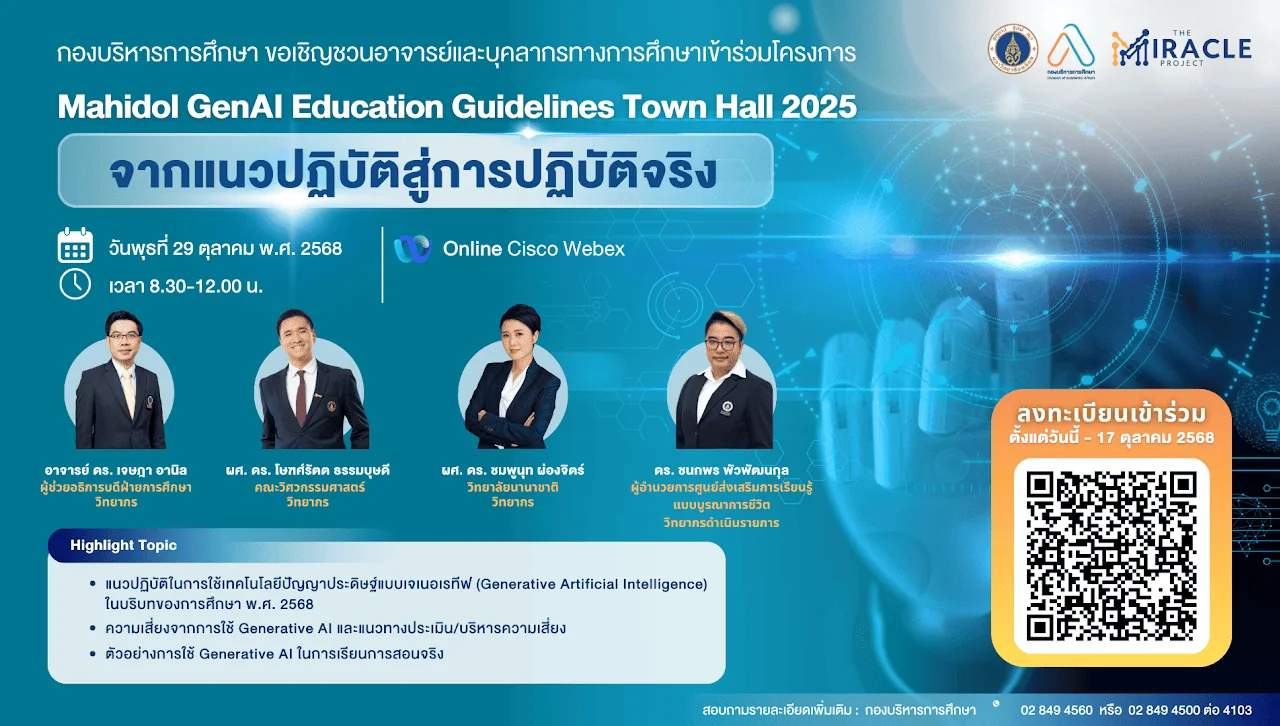 กองบริหารการศึกษา ขอเชิญชวนอาจารย์และบุคลากรทางการศึกษาเข้าร่วมโครงการ
THE
MIRACLE
PROJECT
กองบริหารการศึกษา
Division of Academic Affairs
Mahidol GenAI Education Guidelines Town Hall 2025
จากแนวปฏิบัติสู่การปฏิบัติจริง
วันพุธที่ 29 ตุลาคม พ.ศ. 2568
เวลา 8.30-12.00 น.
Online Cisco Webex
อาจารย์ ดร. เจษฎา อานิล
ผู้ช่วยอธิการบดีฝ่ายการศึกษา
วิทยากร
ผศ. ดร. โษฑศ์รัตต ธรรมบุษดี
คณะวิศวกรรมศาสตร์
วิทยากร
ผศ. ดร. ชมพูนุท ผ่องจิตร์
วิทยาลัยนานาชาติ
วิทยากร
ดร. ชนกพร พัวพัฒนกุล
ผู้อำนวยการศูนย์ส่งเสริมการเรียนรู้
แบบบูรณาการชีวิต
วิทยากรดำเนินรายการ
ลงทะเบียนเข้าร่วม
ตั้งแต่วันนี้ - 17 ตุลาคม 2568
Highlight Topic
• แนวปฏิบัติในการใช้เทคโนโลยีปัญญาประดิษฐ์แบบเจเนอเรทีฟ (Generative Artificial Intelligence)
ในบริบทของการศึกษา พ.ศ. 2568
• ความเสี่ยงจากการใช้ Generative AI และแนวทางประเมิน/บริหารความเสี่ยง
• ตัวอย่างการใช้ Generative AI ในการเรียนการสอนจริง
สอบถามรายละเอียดเพิ่มเติม : กองบริหารการศึกษา 02 849 4560 หรือ 02 849 4500 ต่อ 4103